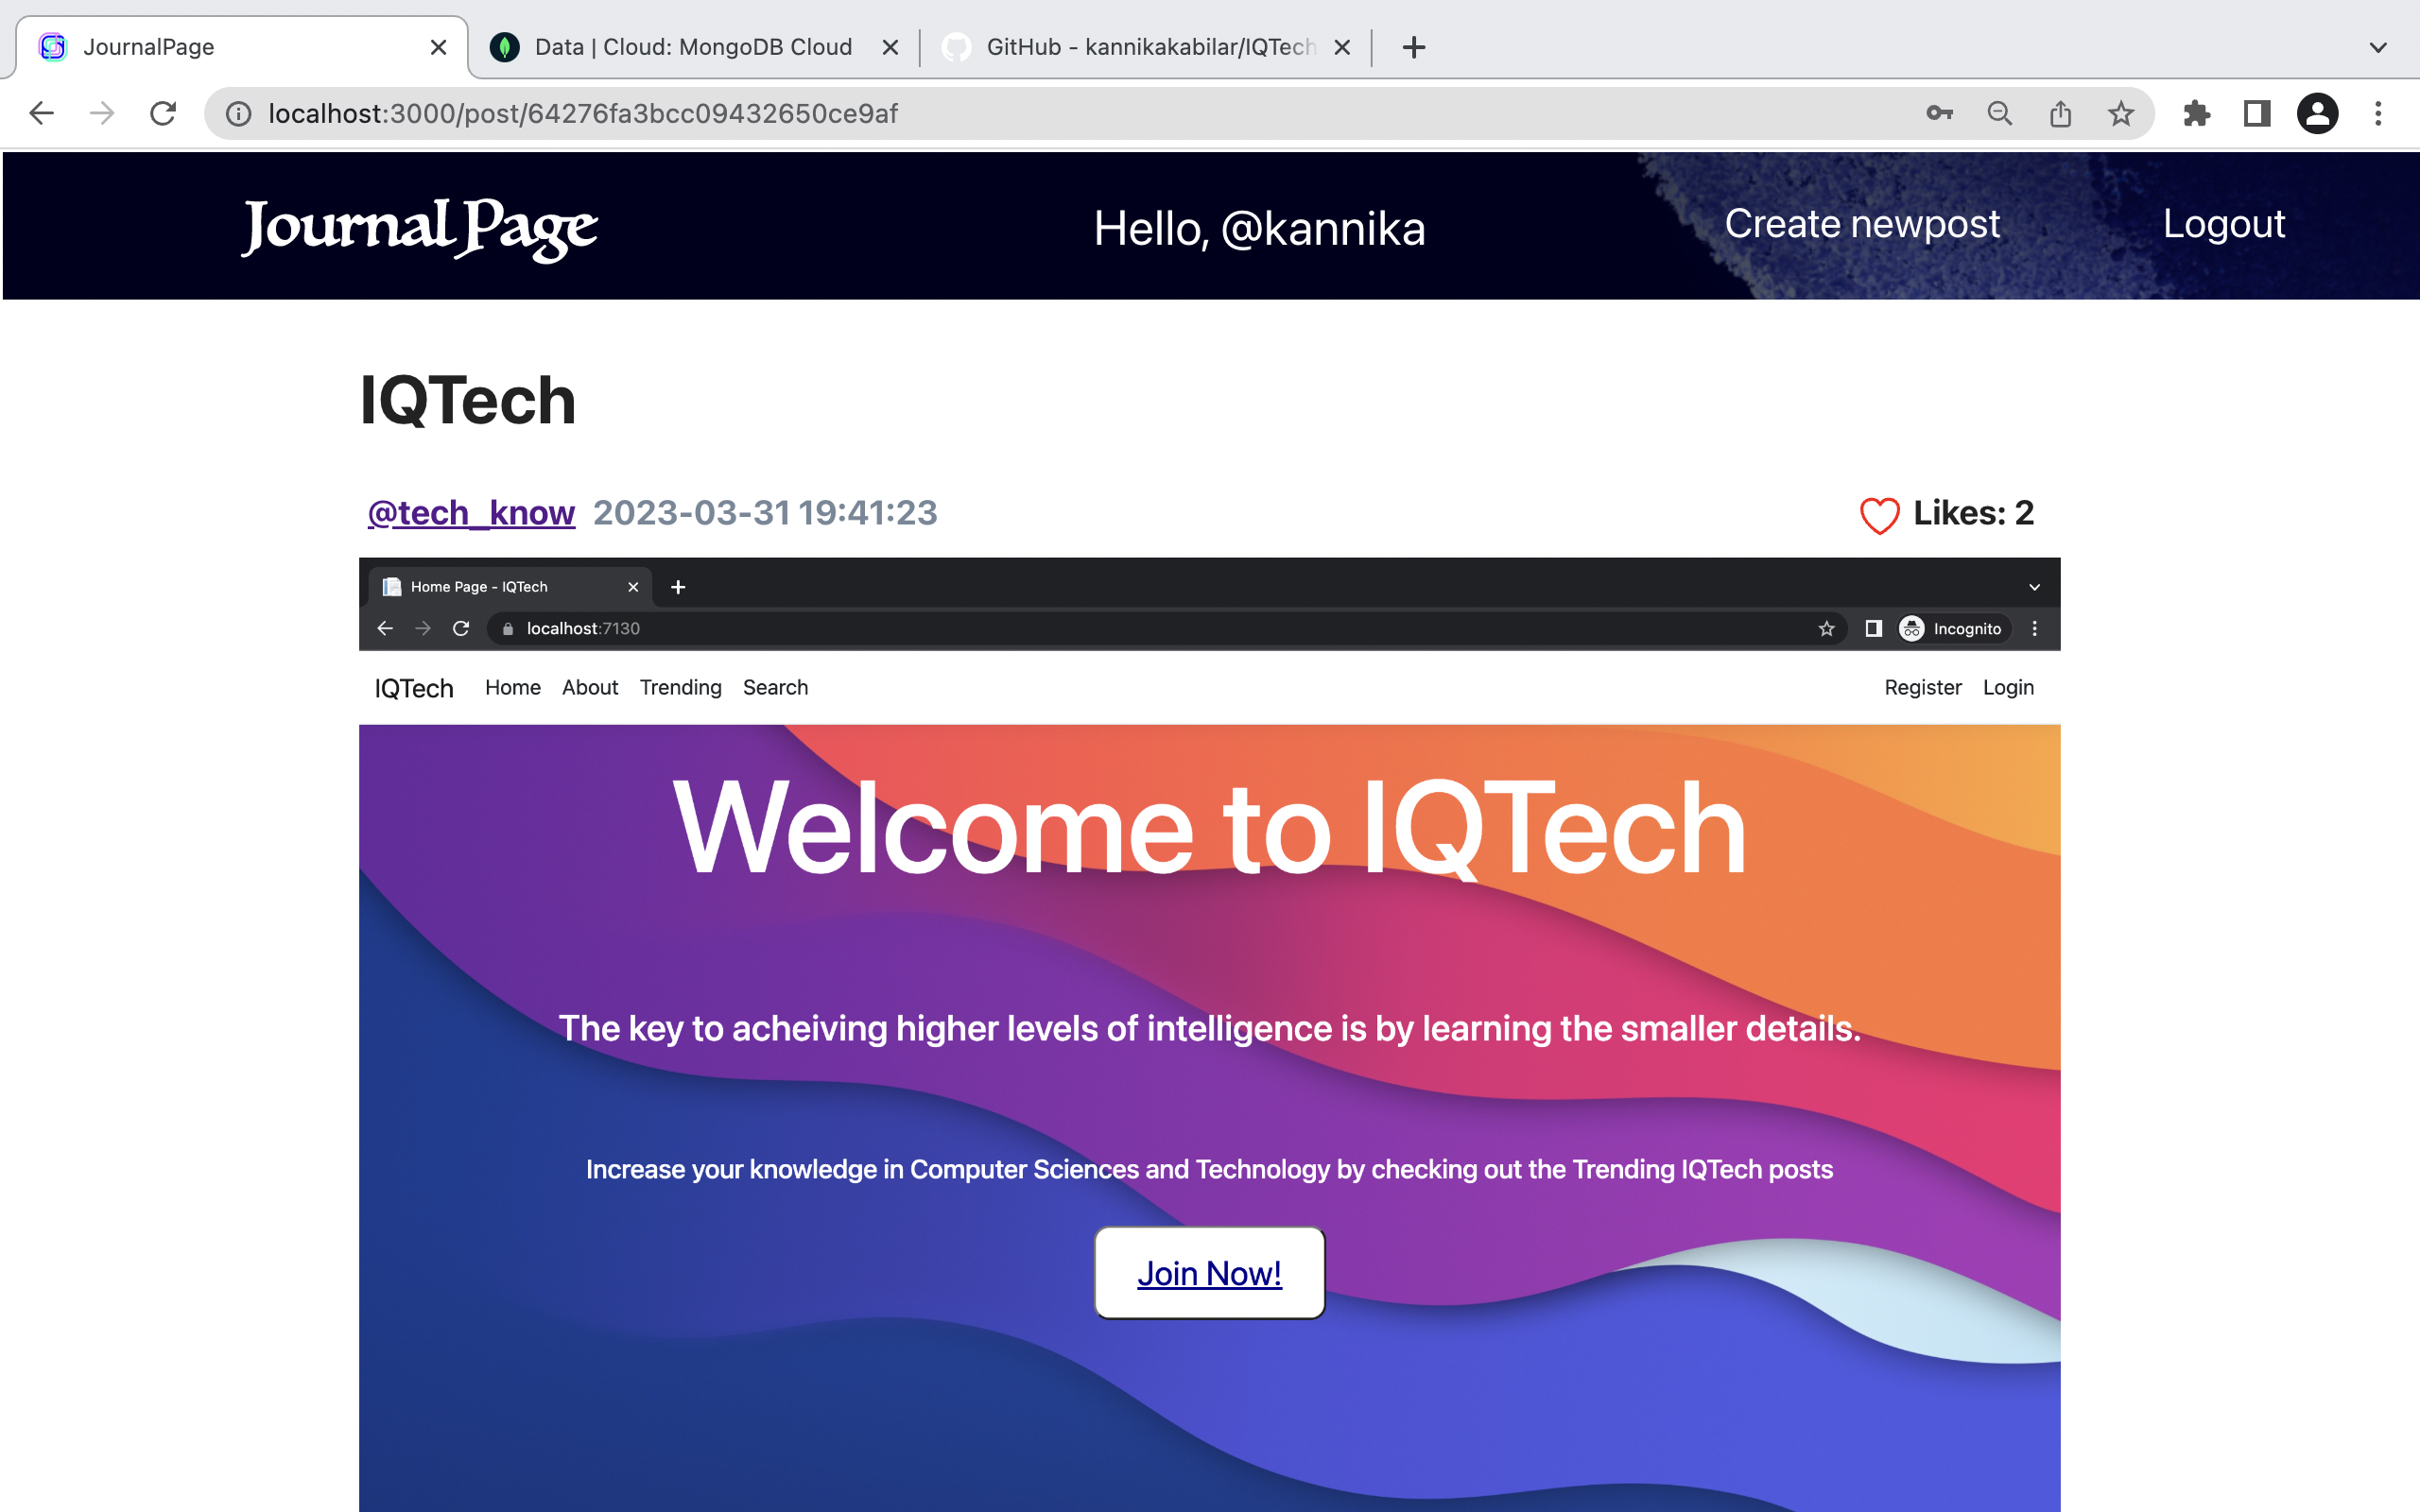 JournalPage
Data | Cloud: MongoDB Cloud
GitHub - kannikakabilar/IQTech
localhost:3000/post/64276fa3bcc09432650ce9af
Journal Page
Hello, @kannika
Create newpost
Logout
IQTech
@tech_know 2023-03-31 19:41:23
Likes: 2
Home Page - IQTech
localhost:7130
Incognito
IQTech Home About Trending Search
Register Login
Welcome to IQTech
The key to acheiving higher levels of intelligence is by learning the smaller details.
Increase your knowledge in Computer Sciences and Technology by checking out the Trending IQTech posts
Join Now!